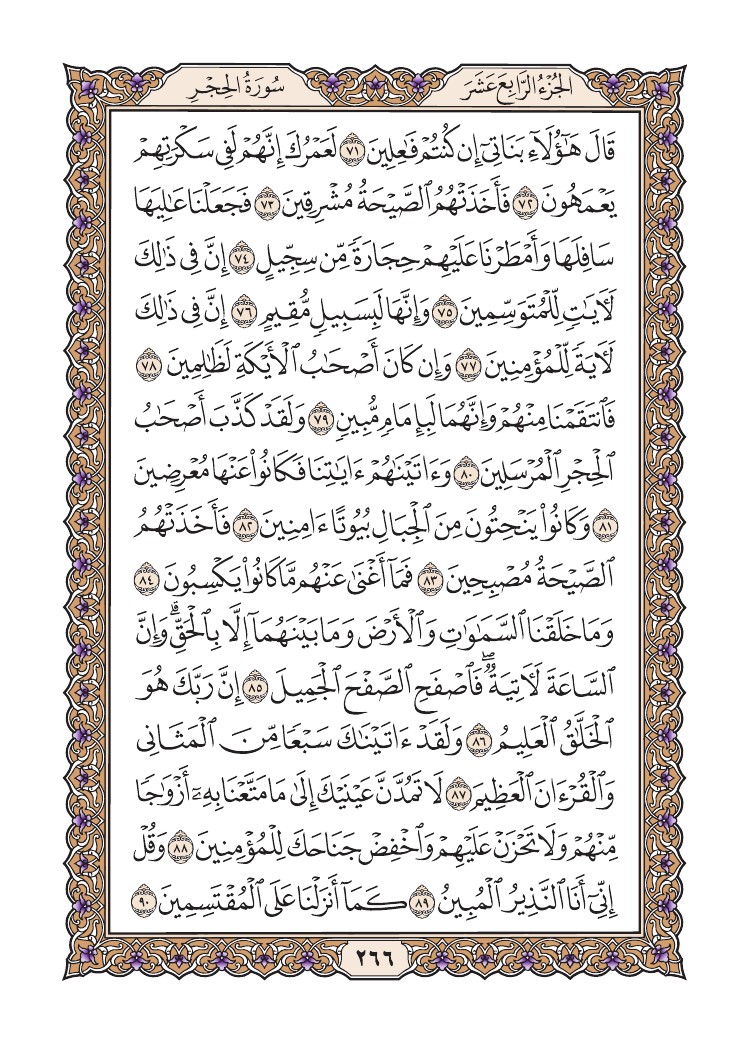 الجُزْءُ الرَّابِعَ عَشَرَ
سُورَةُ الحِجْرِ
قَالَ هَٰٓؤُلَآءِ بَنَاتِيٓ إِن كُنتُمْ فَٰعِلِينَ ٧١ لَعَمْرُكَ إِنَّهُمْ لَفِي سَكْرَتِهِمْ
يَعْمَهُونَ ٧٢ فَأَخَذَتْهُمُ ٱلصَّيْحَةُ مُشْرِقِينَ ٧٣ فَجَعَلْنَا عَٰلِيَهَا
سَافِلَهَا وَأَمْطَرْنَا عَلَيْهِمْ حِجَارَةً مِّن سِجِّيلٍ ٧٤ إِنَّ فِي ذَٰلِكَ
لَأٓيَٰتٍ لِّلْمُتَوَسِّمِينَ ٧٥ وَإِنَّهَا لَبِسَبِيلٍ مُّقِيمٍ ٧٦ إِنَّ فِي ذَٰلِكَ
لَأٓيَةً لِّلْمُؤْمِنِينَ ٧٧ وَإِن كَانَ أَصْحَٰبُ ٱلْأَيْكَةِ لَظَٰلِمِينَ ٧٨
فَٱنتَقَمْنَا مِنْهُمْ وَإِنَّهُمَا لَبِإِمَامٍ مُّبِينٍ ٧٩ وَلَقَدْ كَذَّبَ أَصْحَٰبُ
ٱلْحِجْرِ ٱلْمُرْسَلِينَ ٨٠ وَءَاتَيْنَٰهُمْ ءَايَٰتِنَا فَكَانُوا۟ عَنْهَا مُعْرِضِينَ
٨١ وَكَانُوا۟ يَنْحِتُونَ مِنَ ٱلْجِبَالِ بُيُوتًا ءَامِنِينَ ٨٢ فَأَخَذَتْهُمُ
ٱلصَّيْحَةُ مُصْبِحِينَ ٨٣ فَمَآ أَغْنَىٰ عَنْهُم مَّا كَانُوا۟ يَكْسِبُونَ ٨٤
وَمَا خَلَقْنَا ٱلسَّمَٰوَٰتِ وَٱلْأَرْضَ وَمَا بَيْنَهُمَآ إِلَّا بِٱلْحَقِّ ۗ وَإِنَّ
ٱلسَّاعَةَ لَأٓتِيَةٌ ۖ فَٱصْفَحِ ٱلصَّفْحَ ٱلْجَمِيلَ ٨٥ إِنَّ رَبَّكَ هُوَ
ٱلْخَلَّٰقُ ٱلْعَلِيمُ ٨٦ وَلَقَدْ ءَاتَيْنَٰكَ سَبْعًا مِّنَ ٱلْمَثَانِي
وَٱلْقُرْءَانَ ٱلْعَظِيمَ ٨٧ لَا تَمُدَّنَّ عَيْنَيْكَ إِلَىٰ مَا مَتَّعْنَا بِهِۦٓ أَزْوَٰجًا
مِّنْهُمْ وَلَا تَحْزَنْ عَلَيْهِمْ وَٱخْفِضْ جَنَاحَكَ لِلْمُؤْمِنِينَ ٨٨ وَقُلْ
إِنِّيٓ أَنَا ٱلنَّذِيرُ ٱلْمُبِينُ ٨٩ كَمَآ أَنزَلْنَا عَلَى ٱلْمُقْتَسِمِينَ ٩٠
٢٦٦